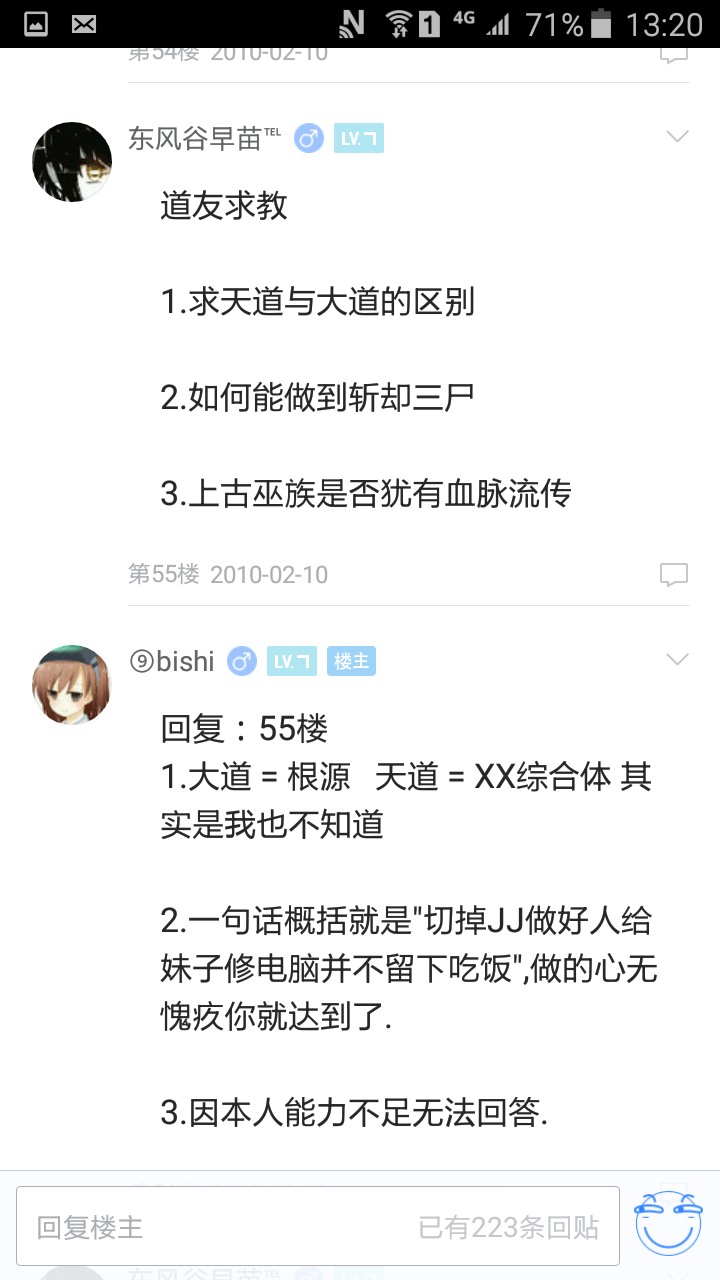 4G 71% 13:20
第54楼 2010-02-10
东风谷早苗℡ LV.7
道友求教
1.求天道与大道的区别
2.如何能做到斩却三尸
3.上古巫族是否犹有血脉流传
第55楼 2010-02-10
⑨bishi LV.7 楼主
回复：55楼
1.大道 = 根源 天道 = XX综合体 其
实是我也不知道
2.一句话概括就是"切掉JJ做好人给
妹子修电脑并不留下吃饭",做的心无
愧疚你就达到了.
3.因本人能力不足无法回答.
回复楼主 已有223条回贴
东风谷早苗℡